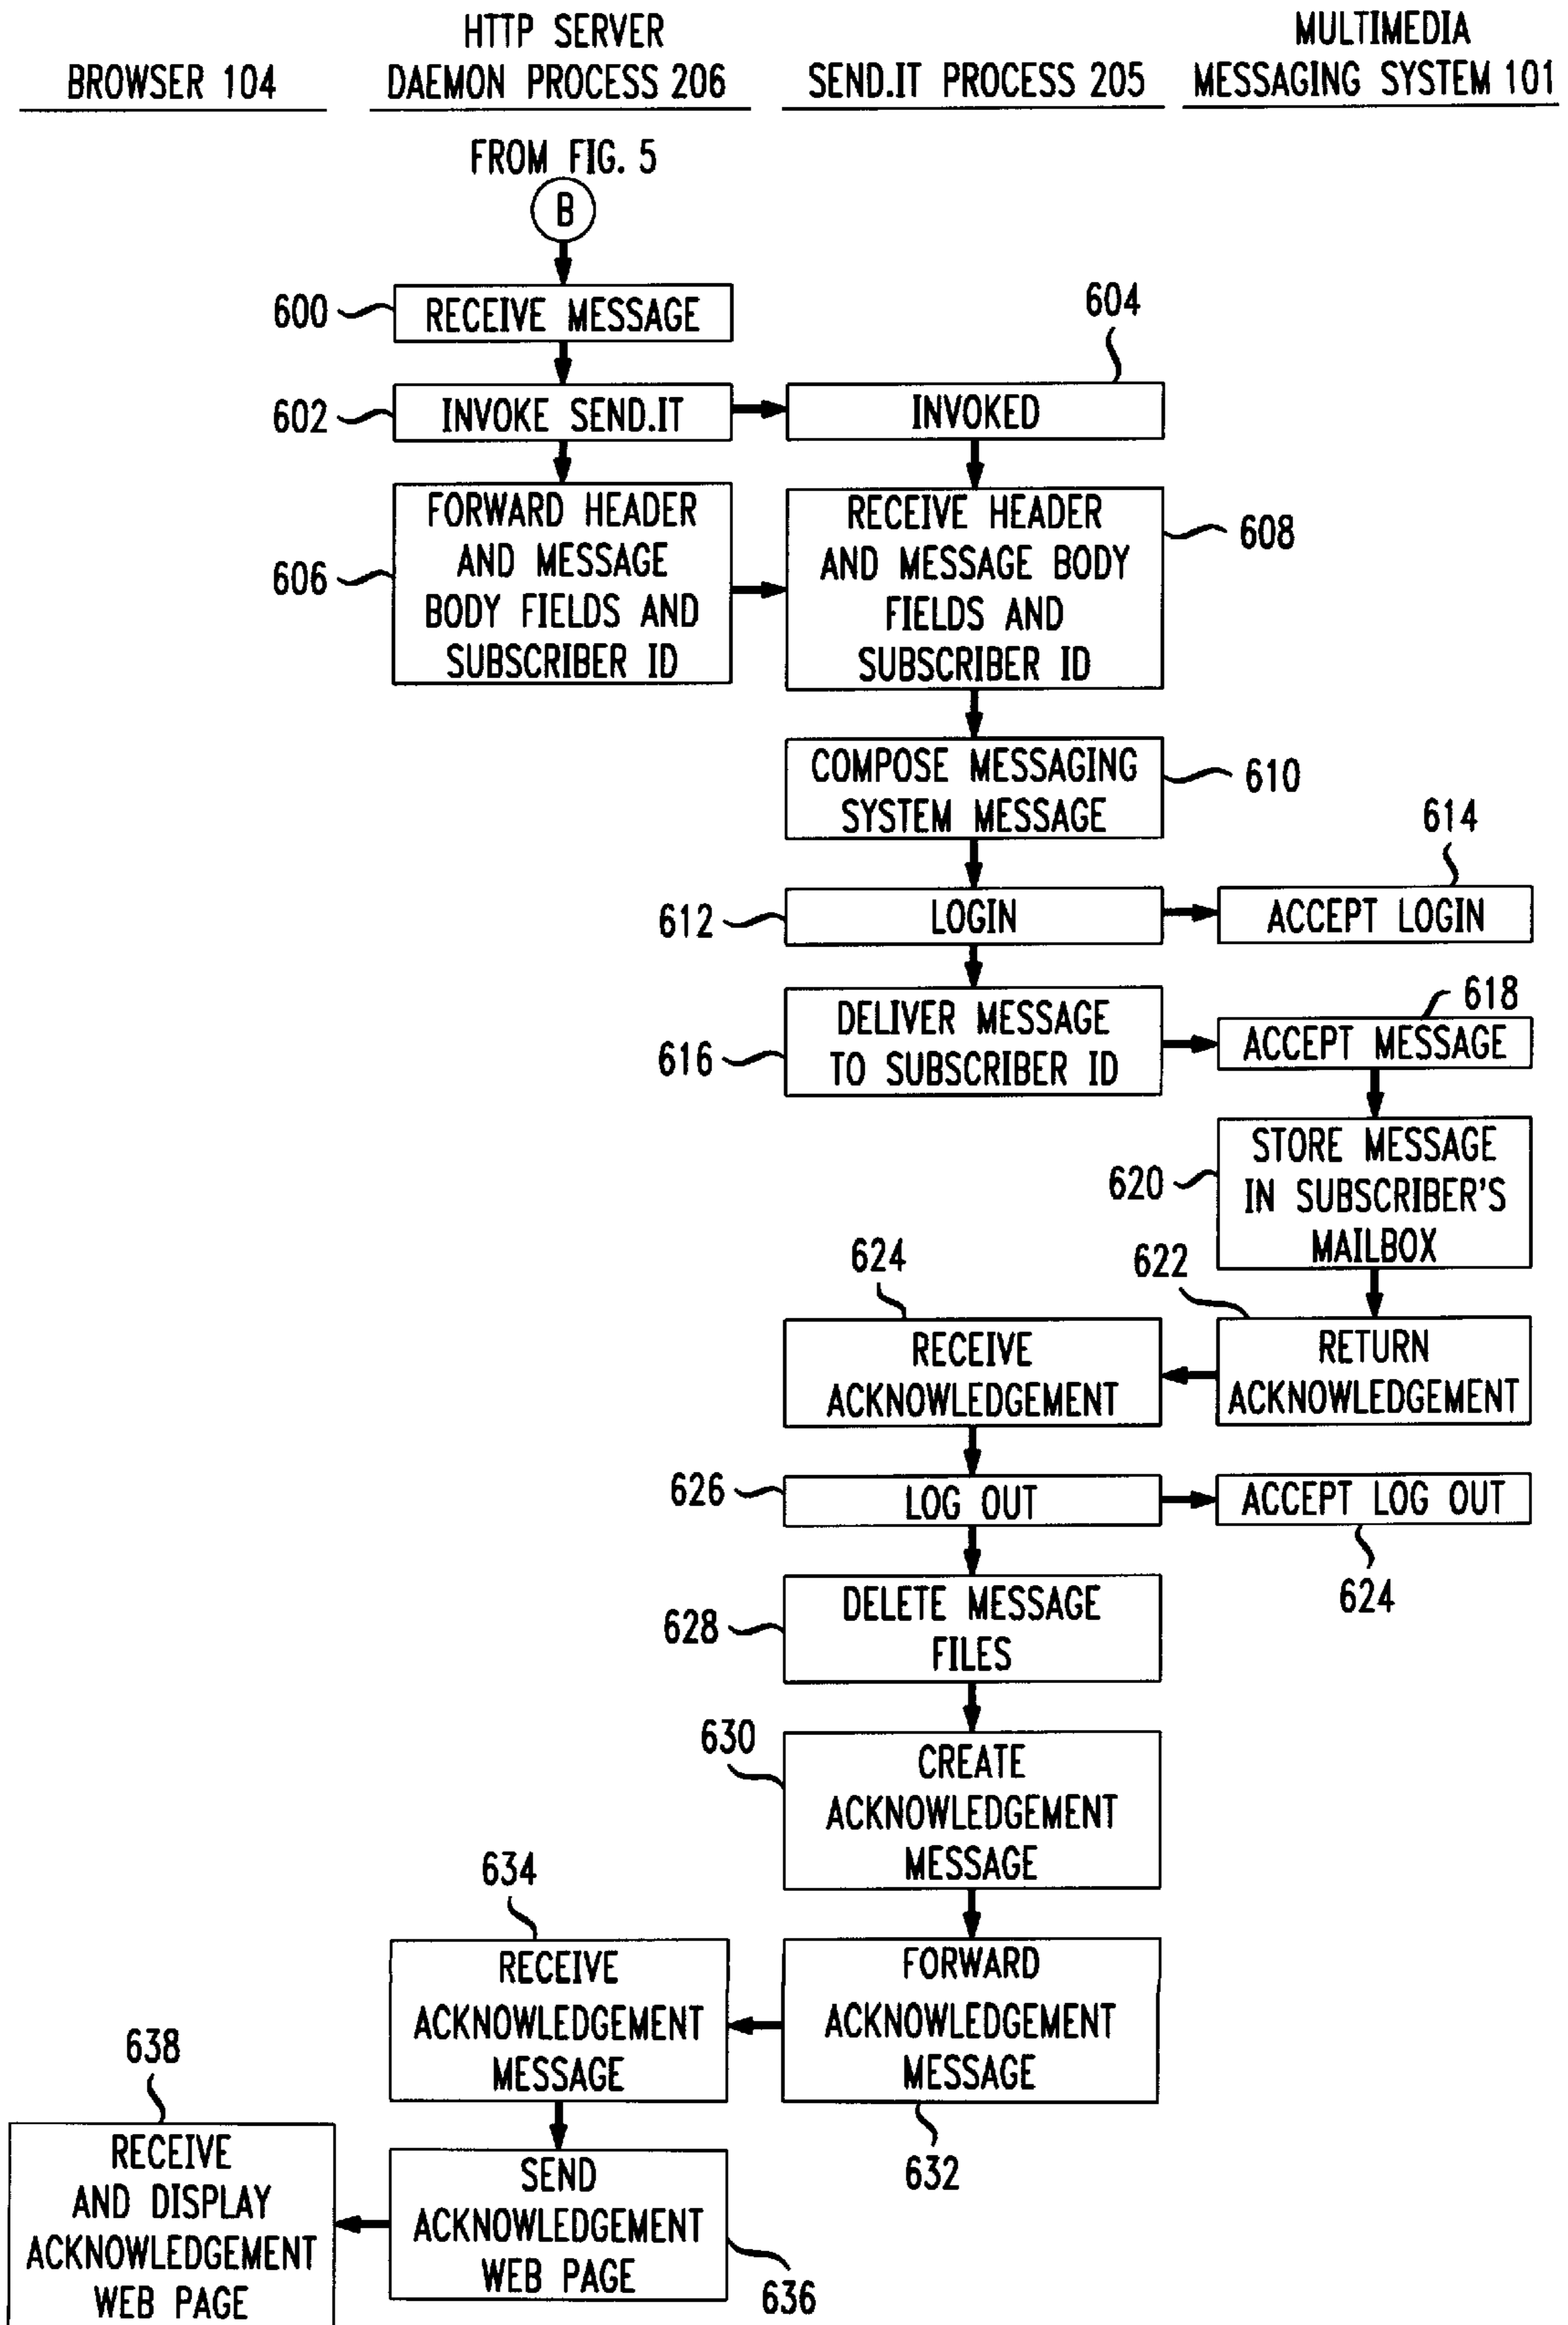 BROWSER 104
HTTP SERVER
DAEMON PROCESS 206
SEND.IT PROCESS 205
MULTIMEDIA
MESSAGING SYSTEM 101
FROM FIG. 5
B
600
RECEIVE MESSAGE
602
INVOKE SEND.IT
604
INVOKED
606
FORWARD HEADER
AND MESSAGE
BODY FIELDS AND
SUBSCRIBER ID
RECEIVE HEADER
AND MESSAGE BODY
FIELDS AND
SUBSCRIBER ID
608
COMPOSE MESSAGING
SYSTEM MESSAGE
610
612
LOGIN
614
ACCEPT LOGIN
616
DELIVER MESSAGE
TO SUBSCRIBER ID
618
ACCEPT MESSAGE
620
STORE MESSAGE
IN SUBSCRIBER'S
MAILBOX
622
RETURN
ACKNOWLEDGEMENT
624
RECEIVE
ACKNOWLEDGEMENT
626
LOG OUT
ACCEPT LOG OUT
624
628
DELETE MESSAGE
FILES
630
CREATE
ACKNOWLEDGEMENT
MESSAGE
FORWARD
ACKNOWLEDGEMENT
MESSAGE
632
634
RECEIVE
ACKNOWLEDGEMENT
MESSAGE
SEND
ACKNOWLEDGEMENT
WEB PAGE
636
638
RECEIVE
AND DISPLAY
ACKNOWLEDGEMENT
WEB PAGE